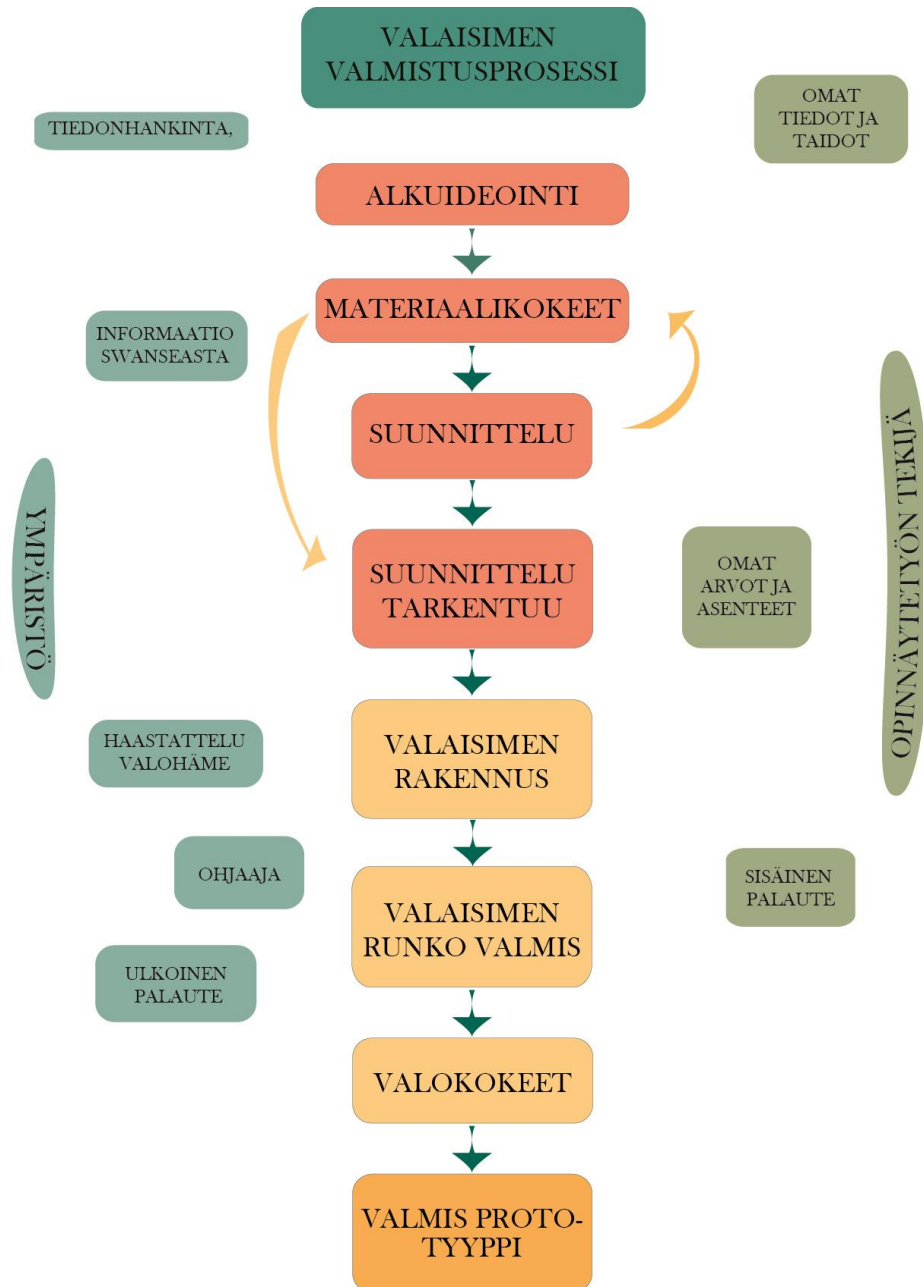 VALAISIMEN
VALMISTUSPROSESSI
TIEDONHANKINTA,
OMAT
TIEDOT JA
TAIDOT
ALKUIDEOINTI
MATERIAALIKOKEET
INFORMAATIO
SWANSEASTA
SUUNNITTELU
YMPÄRISTÖ
OPINNÄYTETYÖN TEKIJÄ
SUUNNITTELU
TARKENTUU
OMAT
ARVOT JA
ASENTEET
HAASTATTELU
VALOHÄME
VALAISIMEN
RAKENNUS
OHJAAJA
VALAISIMEN
RUNKO VALMIS
SISÄINEN
PALAUTE
ULKOINEN
PALAUTE
VALOKOKEET
VALMIS PROTO-
TYYPPI